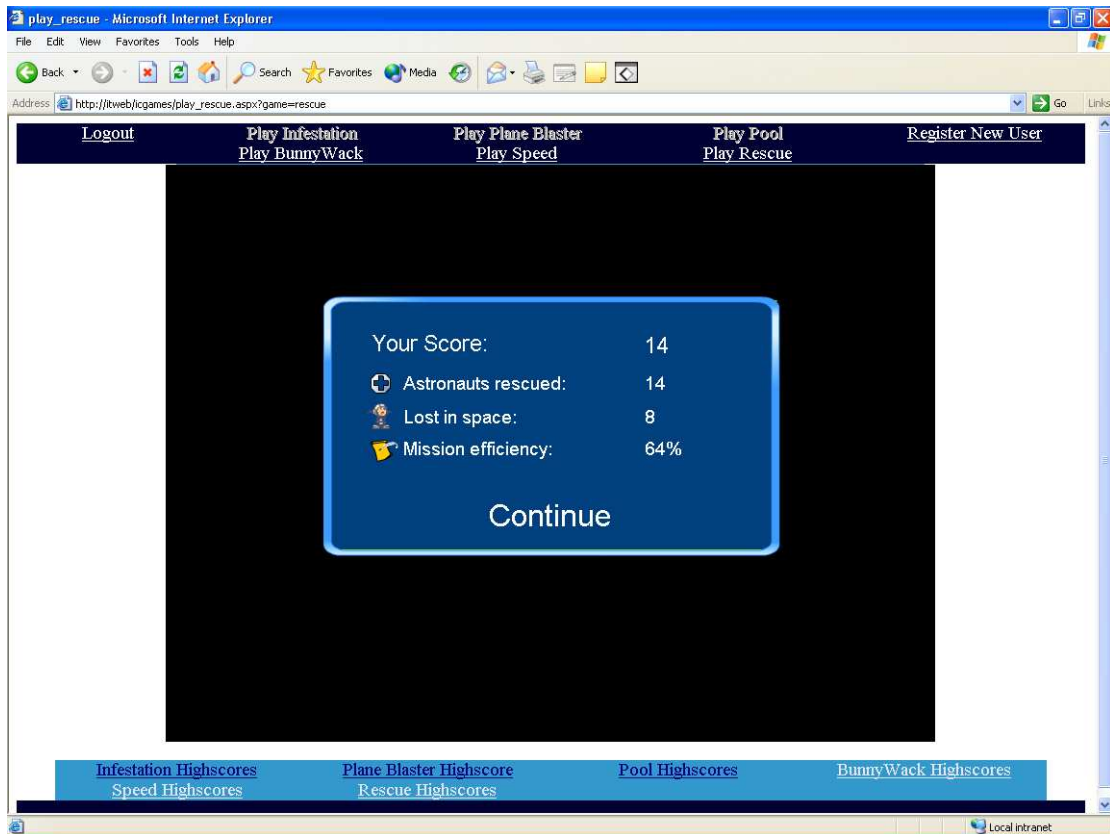 play_rescue - Microsoft Internet Explorer
File Edit View Favorites Tools Help
Back Search Favorites Media
Address http://itweb/icgames/play_rescue.aspx?game=rescue Go Links
Logout Play Infestation Play Plane Blaster Play Pool Register New User
Play BunnyWack Play Speed Play Rescue
Your Score: 14
Astronauts rescued: 14
Lost in space: 8
Mission efficiency: 64%
Continue
Infestation Highscores Plane Blaster Highscore Pool Highscores BunnyWack Highscores
Speed Highscores Rescue Highscores
Local intranet